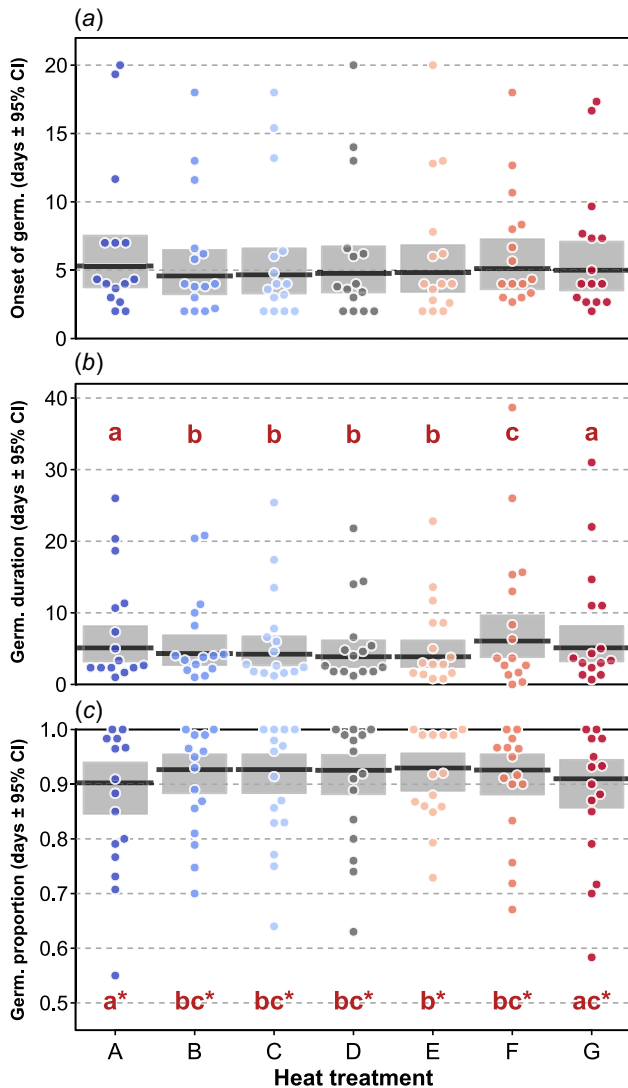 (a)
Onset of germ. (days ± 95% CI)
20
15
10
5
0
(b)
Germ. duration (days ± 95% CI)
40
30
20
10
0
a b b b b c a
(c)
Germ. proportion (days ± 95% CI)
1.0
0.9
0.8
0.7
0.6
0.5
a* bc* bc* bc* b* bc* ac*
A B C D E F G
Heat treatment